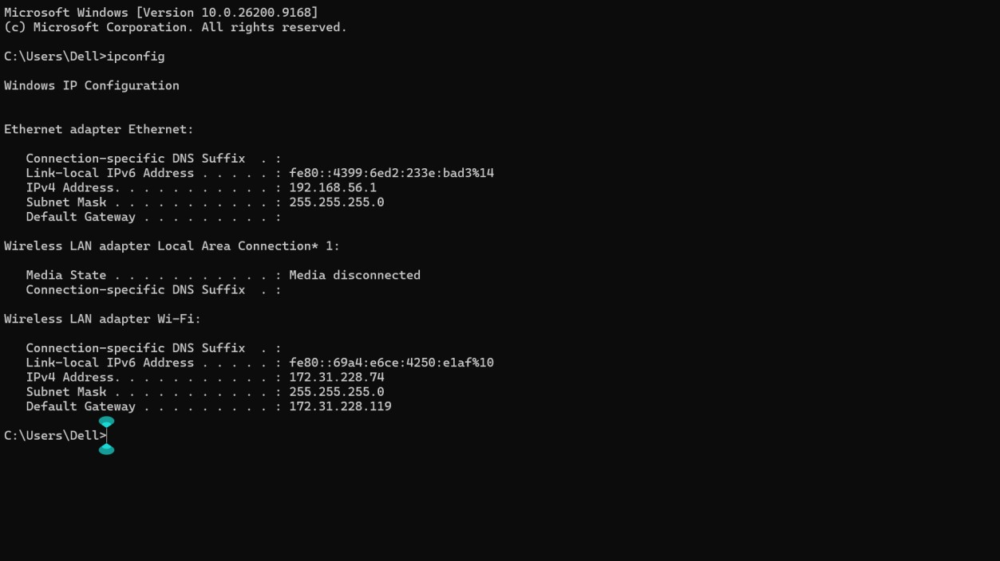 Microsoft Windows [Version 10.0.26200.9168]
(c) Microsoft Corporation. All rights reserved.
C:\Users\Dell>ipconfig
Windows IP Configuration
Ethernet adapter Ethernet:
Connection-specific DNS Suffix  . :
Link-local IPv6 Address . . . . . : fe80::4399:6ed2:233e:bad3%14
IPv4 Address. . . . . . . . . . . : 192.168.56.1
Subnet Mask . . . . . . . . . . . : 255.255.255.0
Default Gateway . . . . . . . . . :
Wireless LAN adapter Local Area Connection* 1:
Media State . . . . . . . . . . . : Media disconnected
Connection-specific DNS Suffix  . :
Wireless LAN adapter Wi-Fi:
Connection-specific DNS Suffix  . :
Link-local IPv6 Address . . . . . : fe80::69a4:e6ce:4250:e1af%10
IPv4 Address. . . . . . . . . . . : 172.31.228.74
Subnet Mask . . . . . . . . . . . : 255.255.255.0
Default Gateway . . . . . . . . . : 172.31.228.119
C:\Users\Dell>